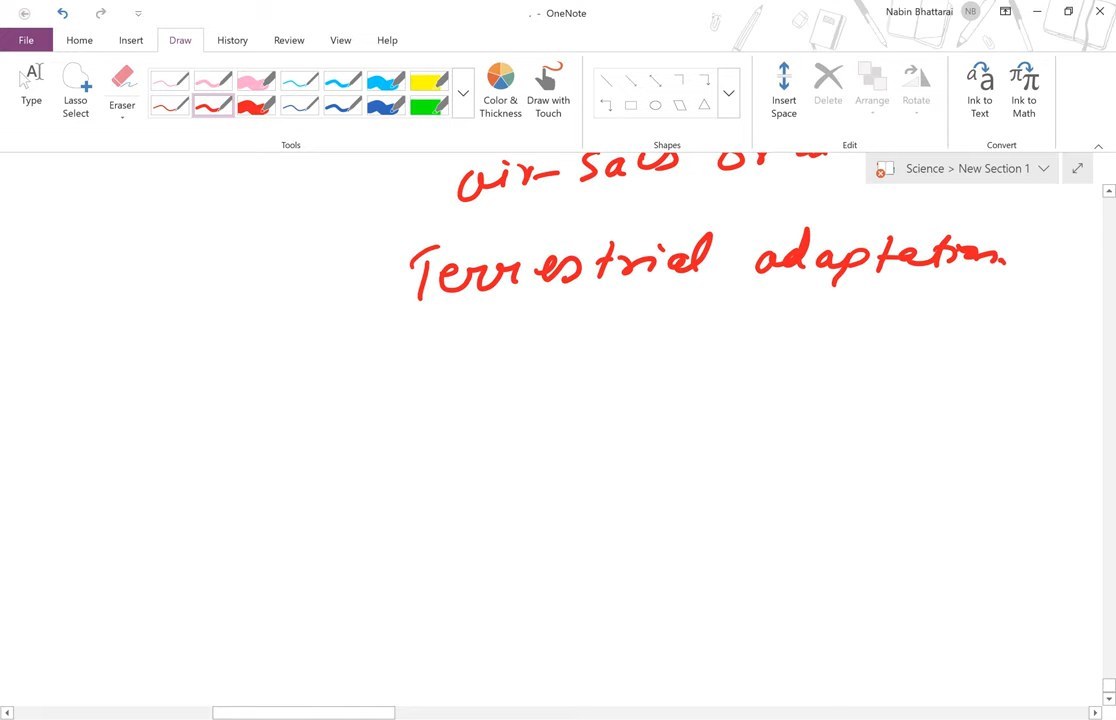 . - OneNote
Nabin Bhattarai NB
File Home Insert Draw History Review View Help
Type
Lasso Select
Eraser
Color & Thickness
Draw with Touch
Insert Space
Delete
Arrange
Rotate
Ink to Text
Ink to Math
Tools Shapes Edit Convert
Science > New Section 1
air-sacs
Terrestrial adaptation.